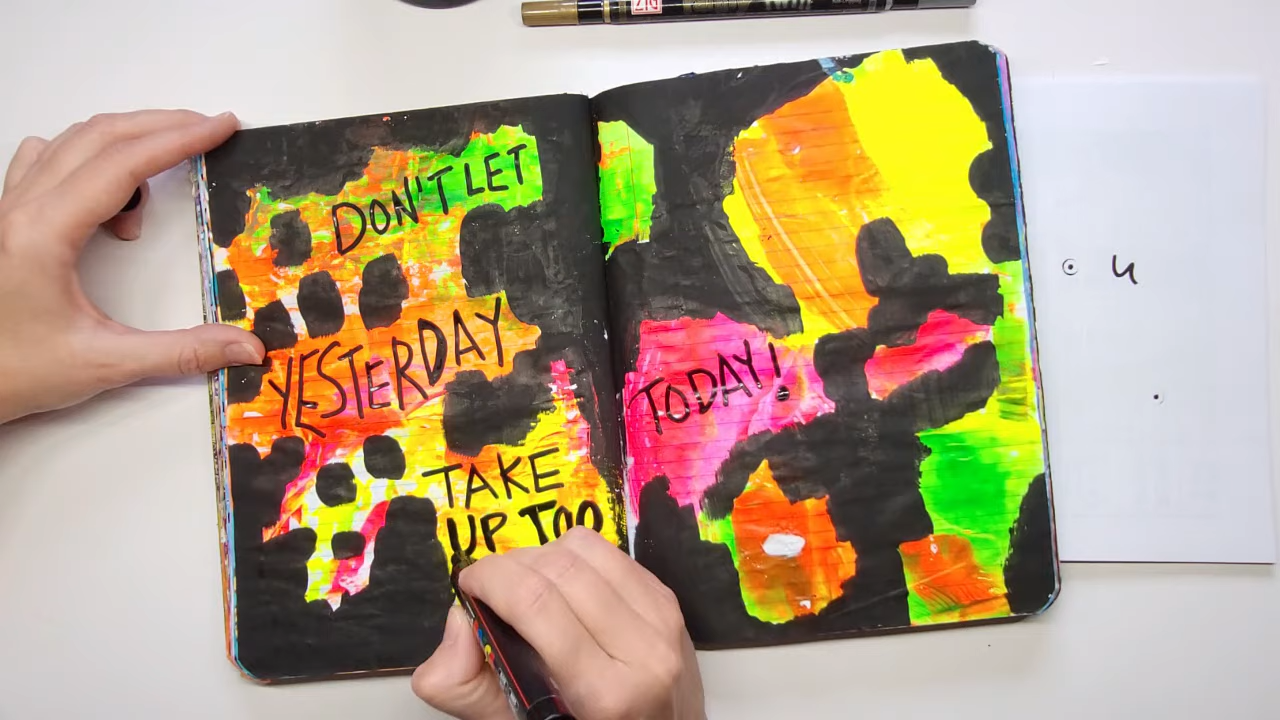 DON'T LET
YESTERDAY
TAKE
UP TOO
TODAY!
u